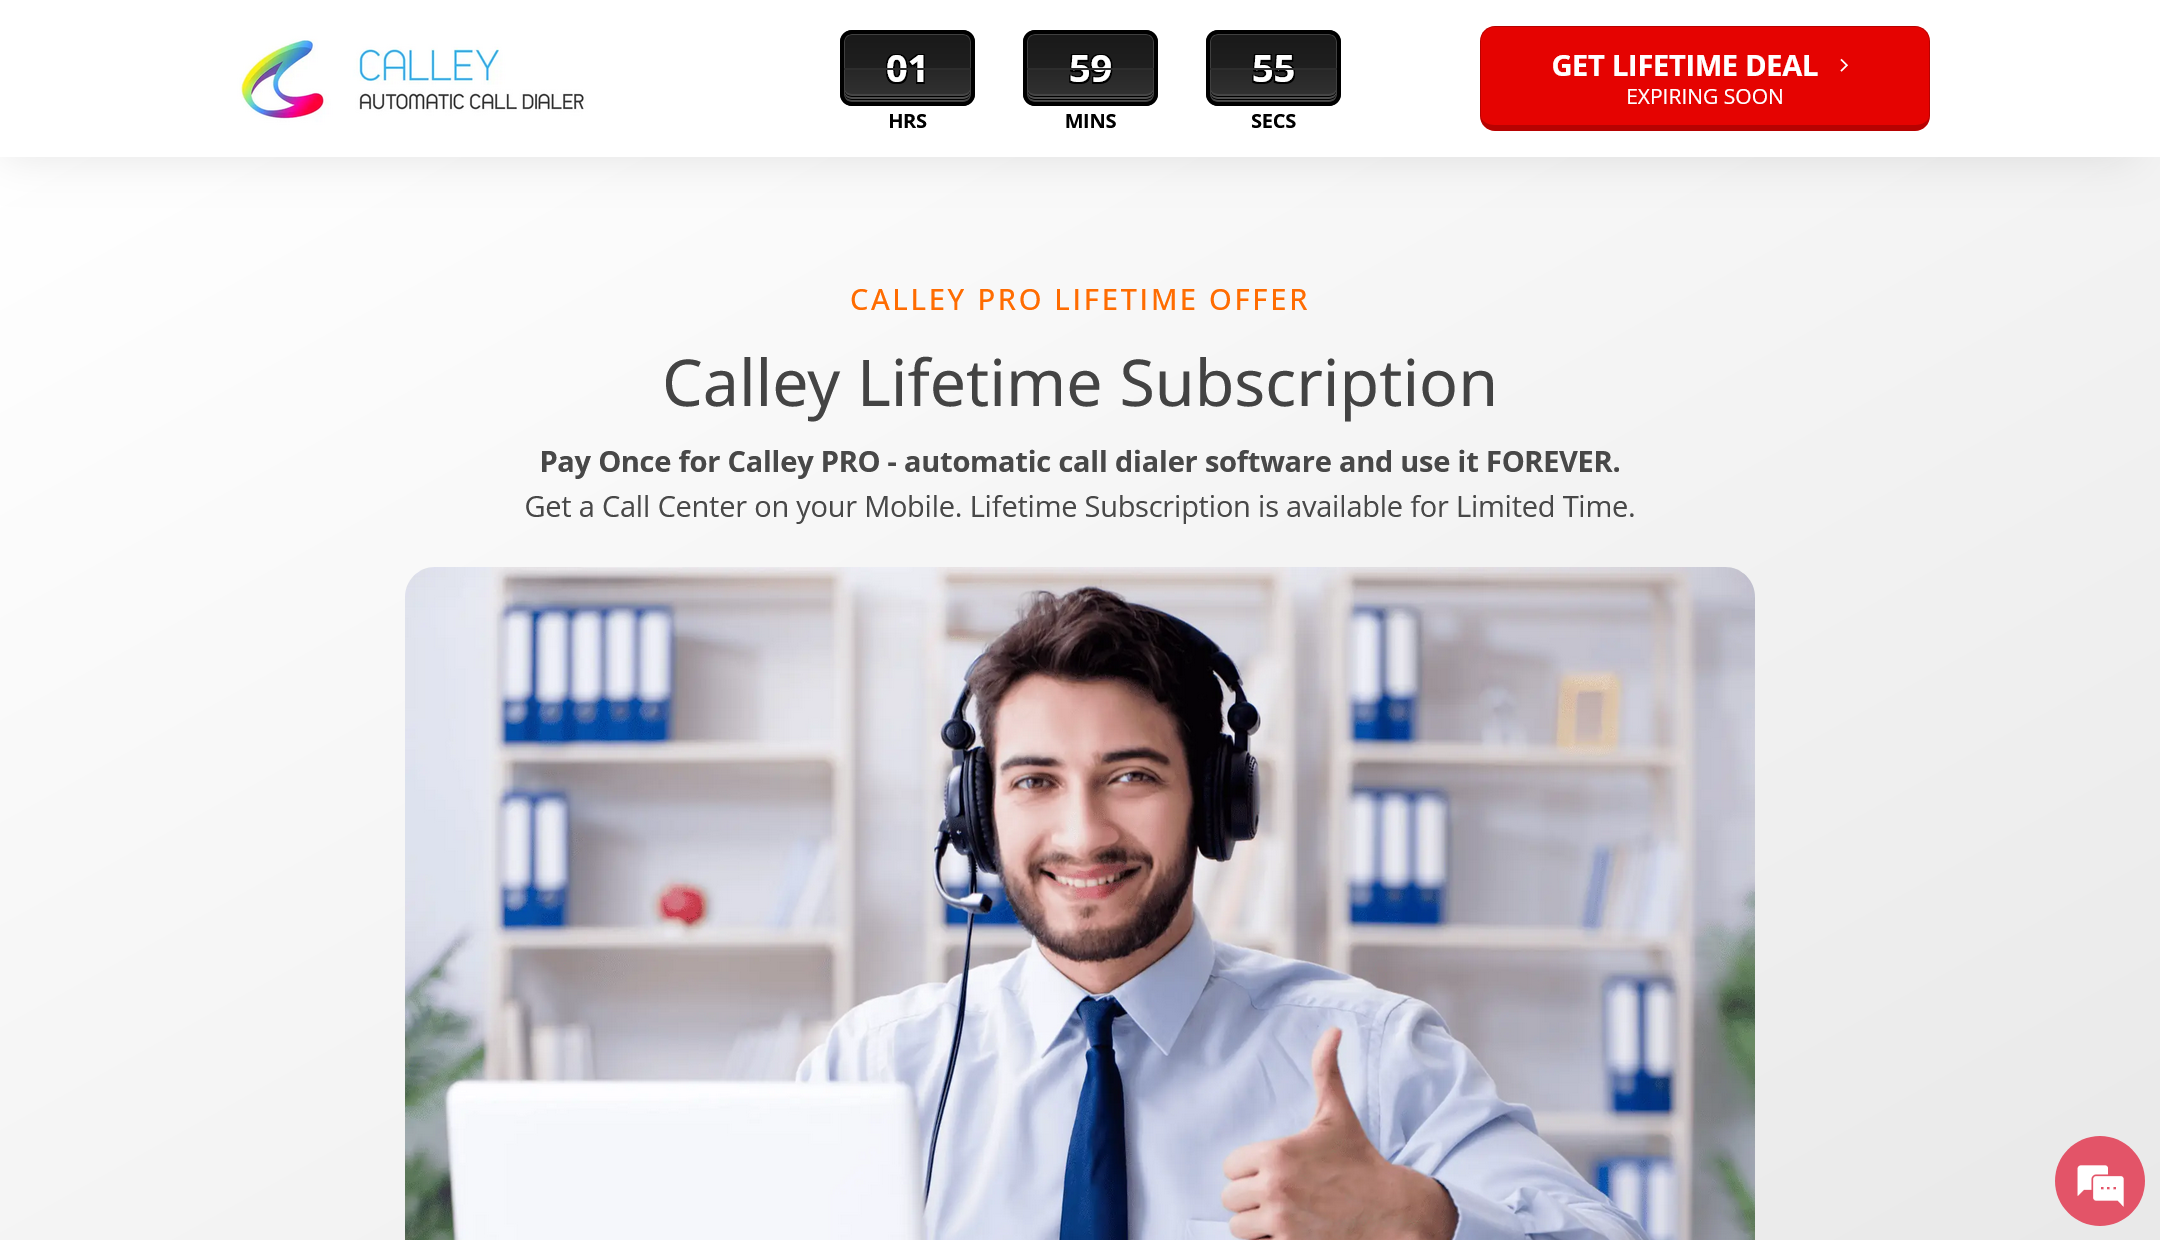 CALLEY
AUTOMATIC CALL DIALER
01
59
55
HRS
MINS
SECS
GET LIFETIME DEAL
EXPIRING SOON
CALLEY PRO LIFETIME OFFER
Calley Lifetime Subscription
Pay Once for Calley PRO - automatic call dialer software and use it FOREVER.
Get a Call Center on your Mobile. Lifetime Subscription is available for Limited Time.